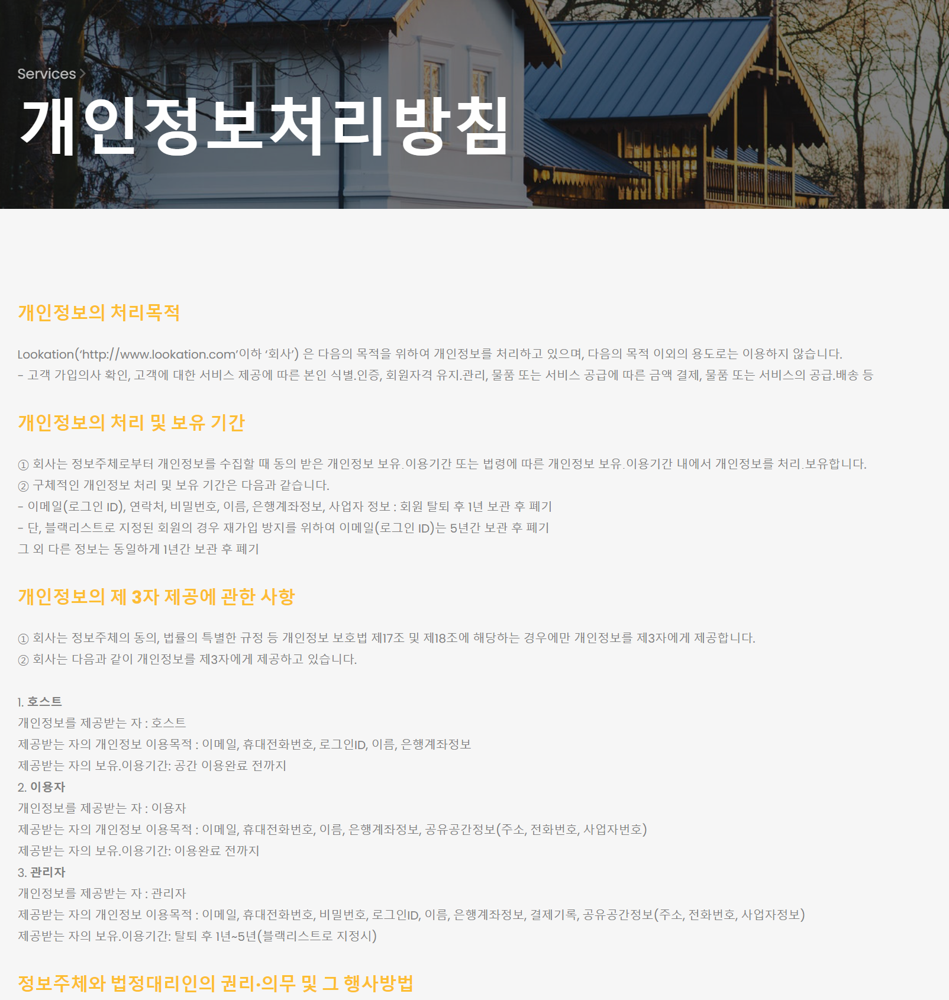 Services >
개인정보처리방침
개인정보의 처리목적
Lookation(‘http://www.lookation.com’이하 ‘회사’) 은 다음의 목적을 위하여 개인정보를 처리하고 있으며, 다음의 목적 이외의 용도로는 이용하지 않습니다.
- 고객 가입의사 확인, 고객에 대한 서비스 제공에 따른 본인 식별.인증, 회원자격 유지.관리, 물품 또는 서비스 공급에 따른 금액 결제, 물품 또는 서비스의 공급.배송 등
개인정보의 처리 및 보유 기간
① 회사는 정보주체로부터 개인정보를 수집할 때 동의 받은 개인정보 보유․이용기간 또는 법령에 따른 개인정보 보유․이용기간 내에서 개인정보를 처리․보유합니다.
② 구체적인 개인정보 처리 및 보유 기간은 다음과 같습니다.
- 이메일(로그인 ID), 연락처, 비밀번호, 이름, 은행계좌정보, 사업자 정보 : 회원 탈퇴 후 1년 보관 후 폐기
- 단, 블랙리스트로 지정된 회원의 경우 재가입 방지를 위하여 이메일(로그인 ID)는 5년간 보관 후 폐기
그 외 다른 정보는 동일하게 1년간 보관 후 폐기
개인정보의 제 3자 제공에 관한 사항
① 회사는 정보주체의 동의, 법률의 특별한 규정 등 개인정보 보호법 제17조 및 제18조에 해당하는 경우에만 개인정보를 제3자에게 제공합니다.
② 회사는 다음과 같이 개인정보를 제3자에게 제공하고 있습니다.
1. 호스트
개인정보를 제공받는 자 : 호스트
제공받는 자의 개인정보 이용목적 : 이메일, 휴대전화번호, 로그인ID, 이름, 은행계좌정보
제공받는 자의 보유.이용기간: 공간 이용완료 전까지
2. 이용자
개인정보를 제공받는 자 : 이용자
제공받는 자의 개인정보 이용목적 : 이메일, 휴대전화번호, 이름, 은행계좌정보, 공유공간정보(주소, 전화번호, 사업자번호)
제공받는 자의 보유.이용기간: 이용완료 전까지
3. 관리자
개인정보를 제공받는 자 : 관리자
제공받는 자의 개인정보 이용목적 : 이메일, 휴대전화번호, 비밀번호, 로그인ID, 이름, 은행계좌정보, 결제기록, 공유공간정보(주소, 전화번호, 사업자정보)
제공받는 자의 보유.이용기간: 탈퇴 후 1년~5년(블랙리스트로 지정시)
정보주체와 법정대리인의 권리·의무 및 그 행사방법